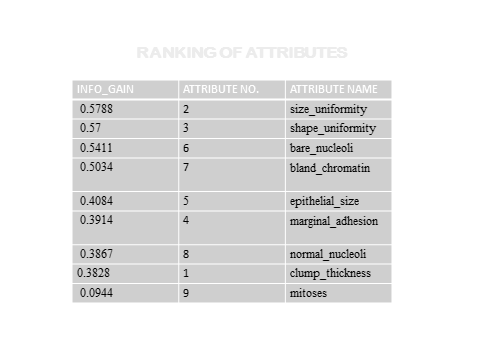 RANKING OF ATTRIBUTES
INFO_GAIN ATTRIBUTE NO. ATTRIBUTE NAME
0.5788 2 size_uniformity
0.57 3 shape_uniformity
0.5411 6 bare_nucleoli
0.5034 7 bland_chromatin
0.4084 5 epithelial_size
0.3914 4 marginal_adhesion
0.3867 8 normal_nucleoli
0.3828 1 clump_thickness
0.0944 9 mitoses